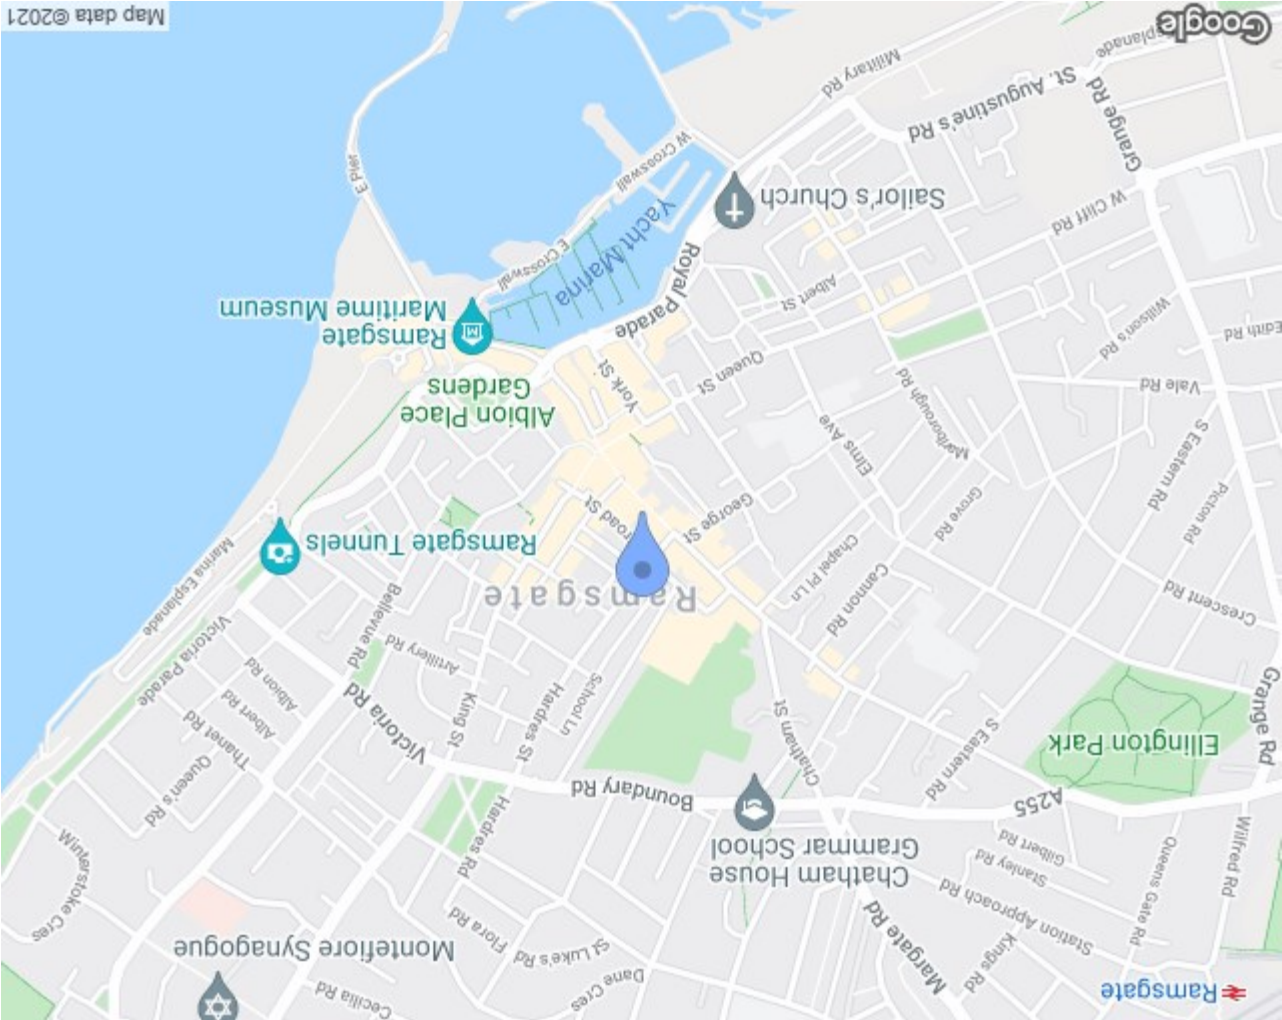 Ramsgate
Kings Rd
Margate Rd
Cecilia Rd
Dane Cres
St Luke's Rd
Flora Rd
Montefiore Synagogue
Station Approach Rd
Queens Gate Rd
Wilfred Rd
Stanley Rd
Gilbert Rd
Chatham House
Grammar School
Hardres Rd
Winterstoke Cres
A255
Boundary Rd
Queen's Rd
Thanet Rd
Albert Rd
Albion Rd
Ellington Park
S Eastern Rd
Chatham St
Grange Rd
Victoria Rd
King St
Hardres St
School Ln
Artillery Rd
Bellevue Rd
Victoria Parade
Marina Esplanade
Crescent Rd
Cannon Rd
Chapel Pl Ln
Ramsgate
Ramsgate Tunnels
George St
road St
Grove Rd
Picton Rd
S Eastern Rd
Elms Ave
Marlborough Rd
Albion Place
Gardens
York St
Queen St
Vale Rd
Willson's Rd
Edith Rd
Ramsgate
Maritime Museum
Royal Parade
Albert St
Yacht Marina
E Crosswall
W Crosswall
W Cliff Rd
Sailor's Church
E Pier
Grange Rd
St. Augustine's Rd
Military Rd
Esplanade
Google
Map data ©2021